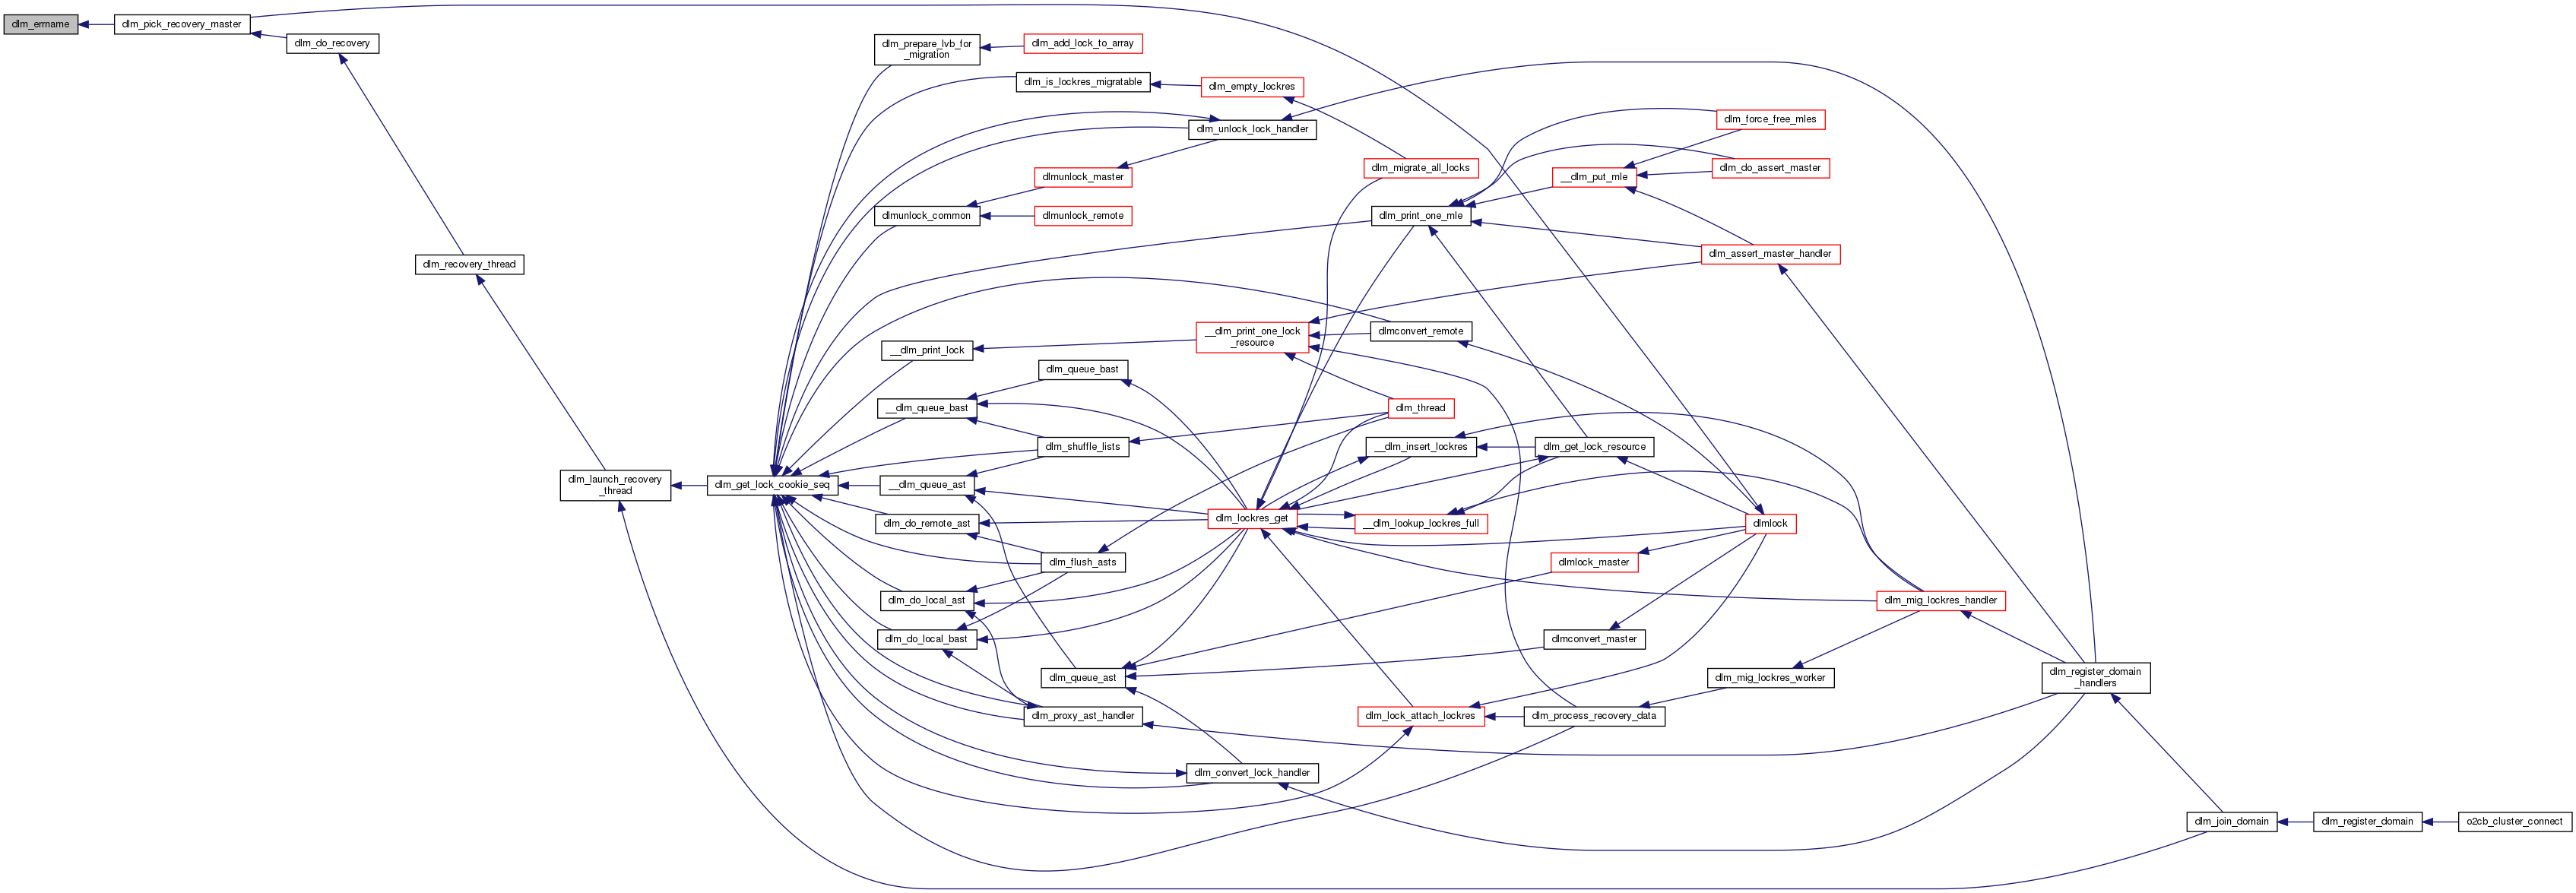 dlm_errname
dlm_pick_recovery_master
dlm_do_recovery
dlm_recovery_thread
dlm_launch_recovery
_thread
dlm_get_lock_cookie_seq
dlm_prepare_lvb_for
_migration
dlm_add_lock_to_array
dlm_is_lockres_migratable
dlm_empty_lockres
dlm_unlock_lock_handler
dlmunlock_master
dlmunlock_common
dlmunlock_remote
dlm_migrate_all_locks
dlm_print_one_mle
dlm_force_free_mles
__dlm_put_mle
dlm_do_assert_master
dlm_assert_master_handler
__dlm_print_lock
__dlm_print_one_lock
_resource
dlmconvert_remote
dlm_queue_bast
__dlm_queue_bast
dlm_shuffle_lists
dlm_thread
__dlm_insert_lockres
dlm_get_lock_resource
__dlm_queue_ast
dlm_do_remote_ast
dlm_lockres_get
__dlm_lookup_lockres_full
dlmlock
dlm_flush_asts
dlmlock_master
dlm_do_local_ast
dlm_mig_lockres_handler
dlm_do_local_bast
dlmconvert_master
dlm_queue_ast
dlm_mig_lockres_worker
dlm_register_domain
_handlers
dlm_proxy_ast_handler
dlm_lock_attach_lockres
dlm_process_recovery_data
dlm_convert_lock_handler
dlm_join_domain
dlm_register_domain
o2cb_cluster_connect